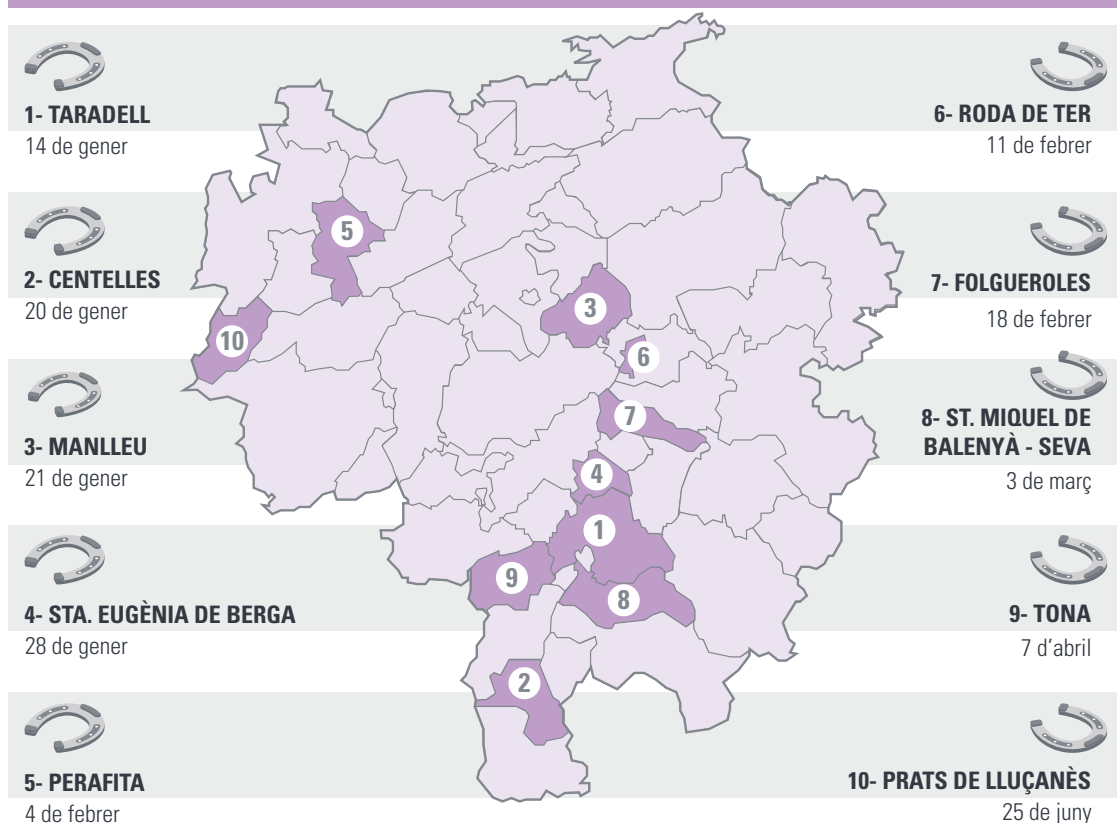 1- TARADELL
14 de gener
2- CENTELLES
20 de gener
3- MANLLEU
21 de gener
4- STA. EUGÈNIA DE BERGA
28 de gener
5- PERAFITA
4 de febrer
6- RODA DE TER
11 de febrer
7- FOLGUEROLES
18 de febrer
8- ST. MIQUEL DE
BALENYÀ - SEVA
3 de març
9- TONA
7 d’abril
10- PRATS DE LLUÇANÈS
25 de juny
5
3
10
6
7
4
1
9
8
2